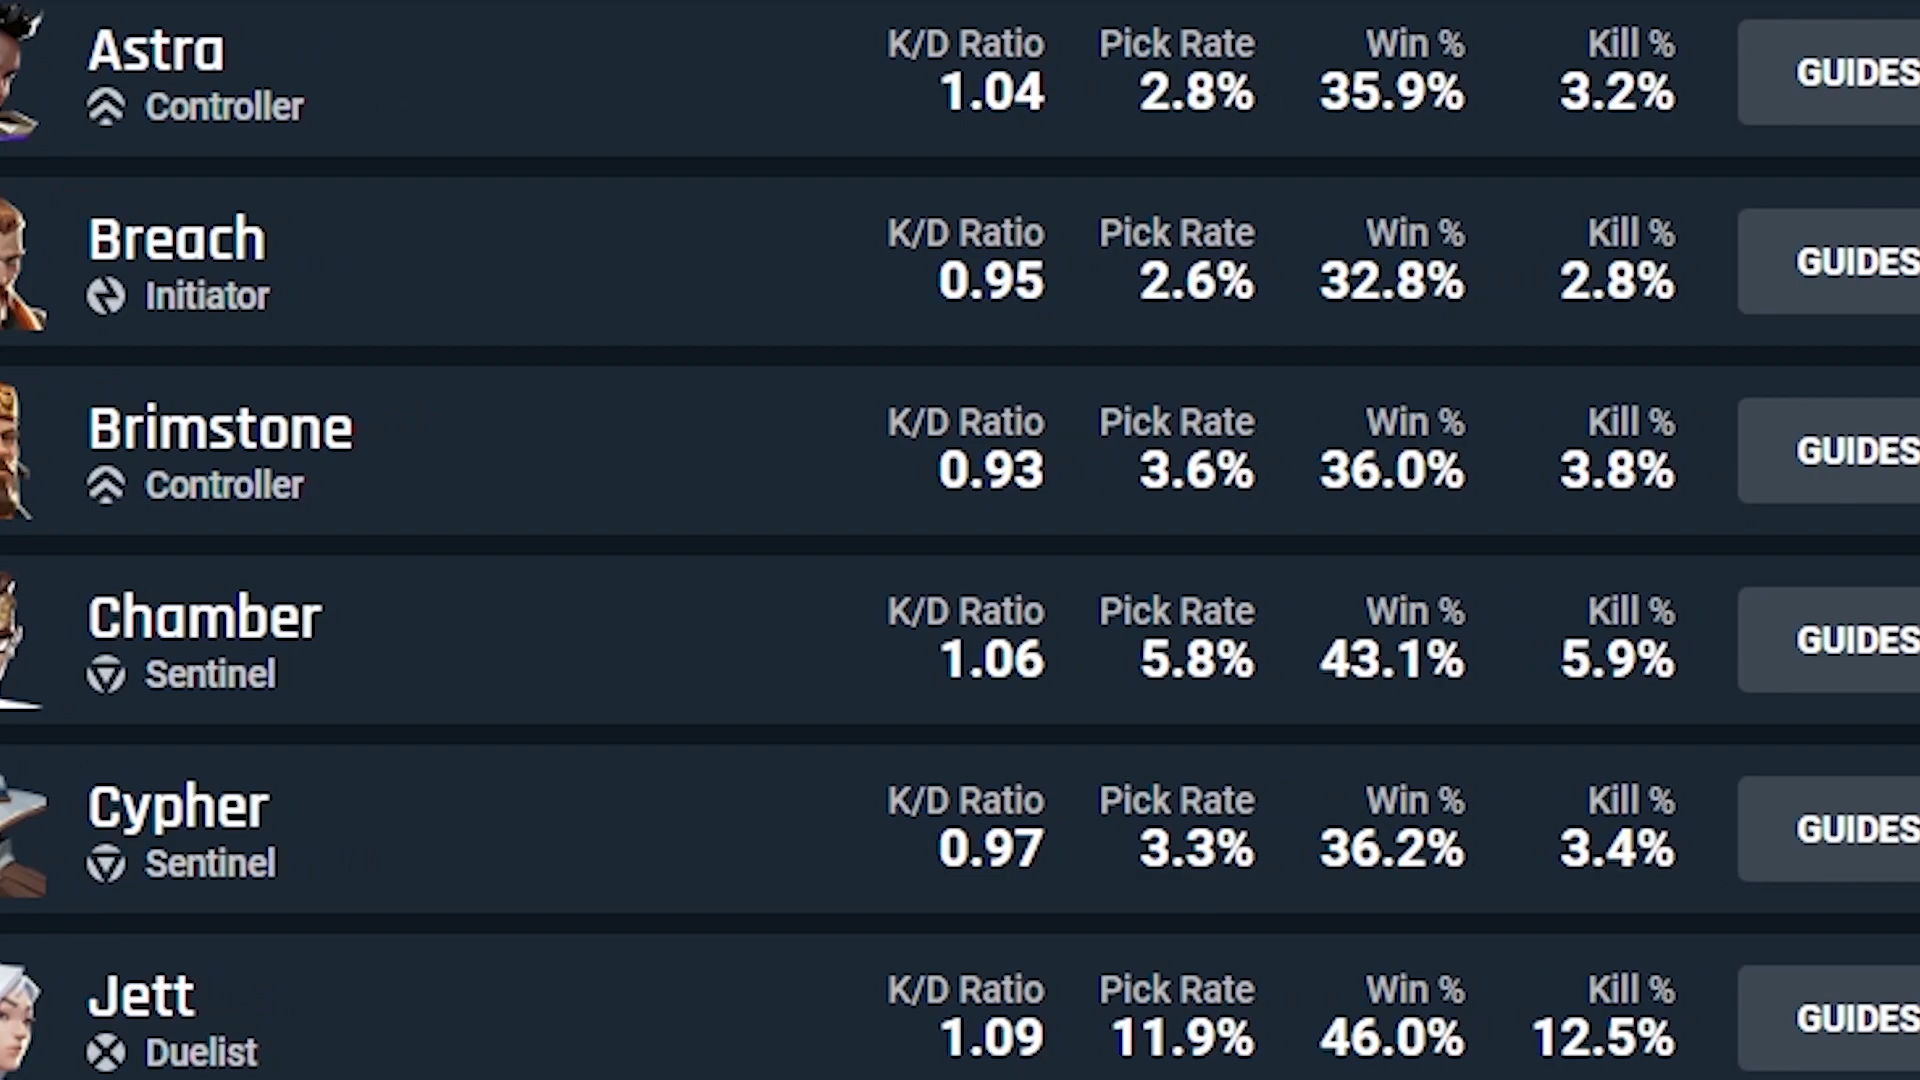 Astra K/D Ratio Pick Rate Win % Kill %
Controller 1.04 2.8% 35.9% 3.2% GUIDES
Breach K/D Ratio Pick Rate Win % Kill %
Initiator 0.95 2.6% 32.8% 2.8% GUIDES
Brimstone K/D Ratio Pick Rate Win % Kill %
Controller 0.93 3.6% 36.0% 3.8% GUIDES
Chamber K/D Ratio Pick Rate Win % Kill %
Sentinel 1.06 5.8% 43.1% 5.9% GUIDES
Cypher K/D Ratio Pick Rate Win % Kill %
Sentinel 0.97 3.3% 36.2% 3.4% GUIDES
Jett K/D Ratio Pick Rate Win % Kill %
Duelist 1.09 11.9% 46.0% 12.5% GUIDES